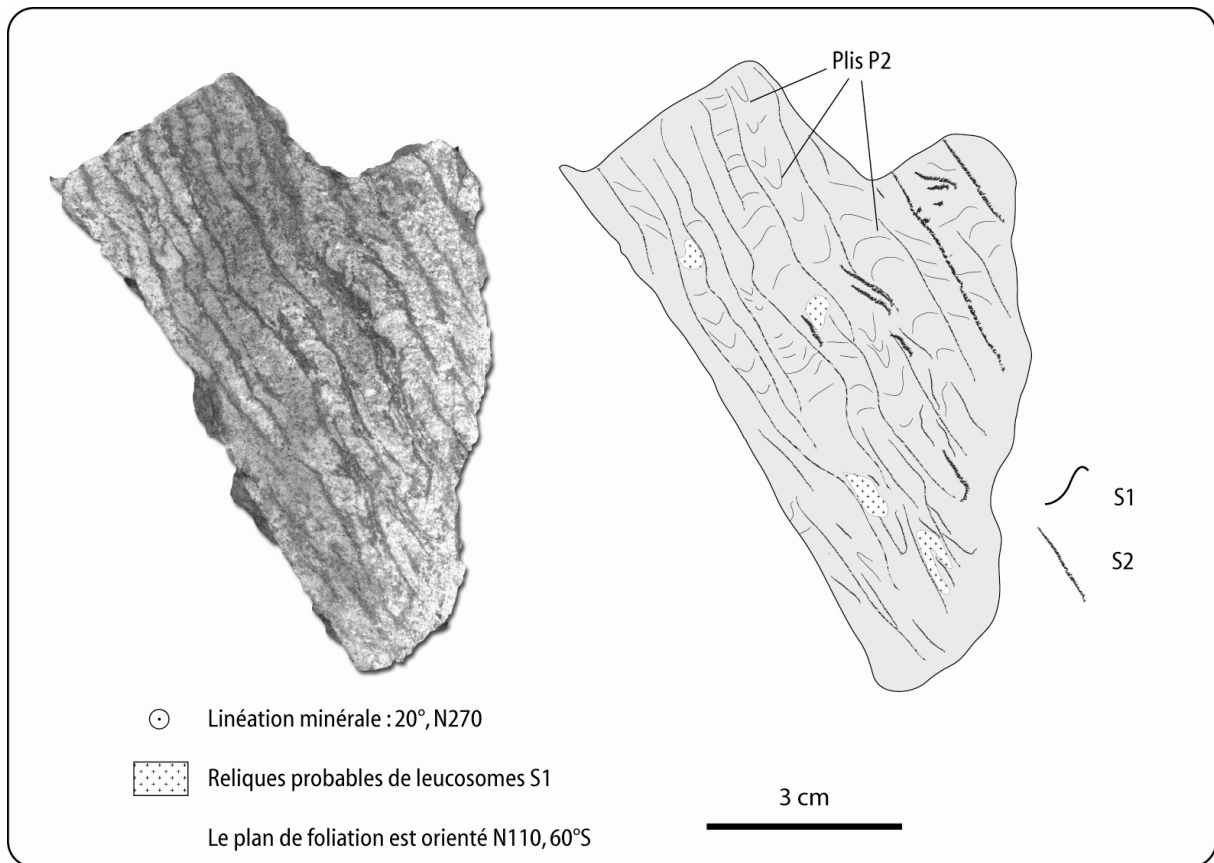 Plis P2
S1
S2
Linéation minérale : 20°, N270
Reliques probables de leucosomes S1
3 cm
Le plan de foliation est orienté N110, 60°S